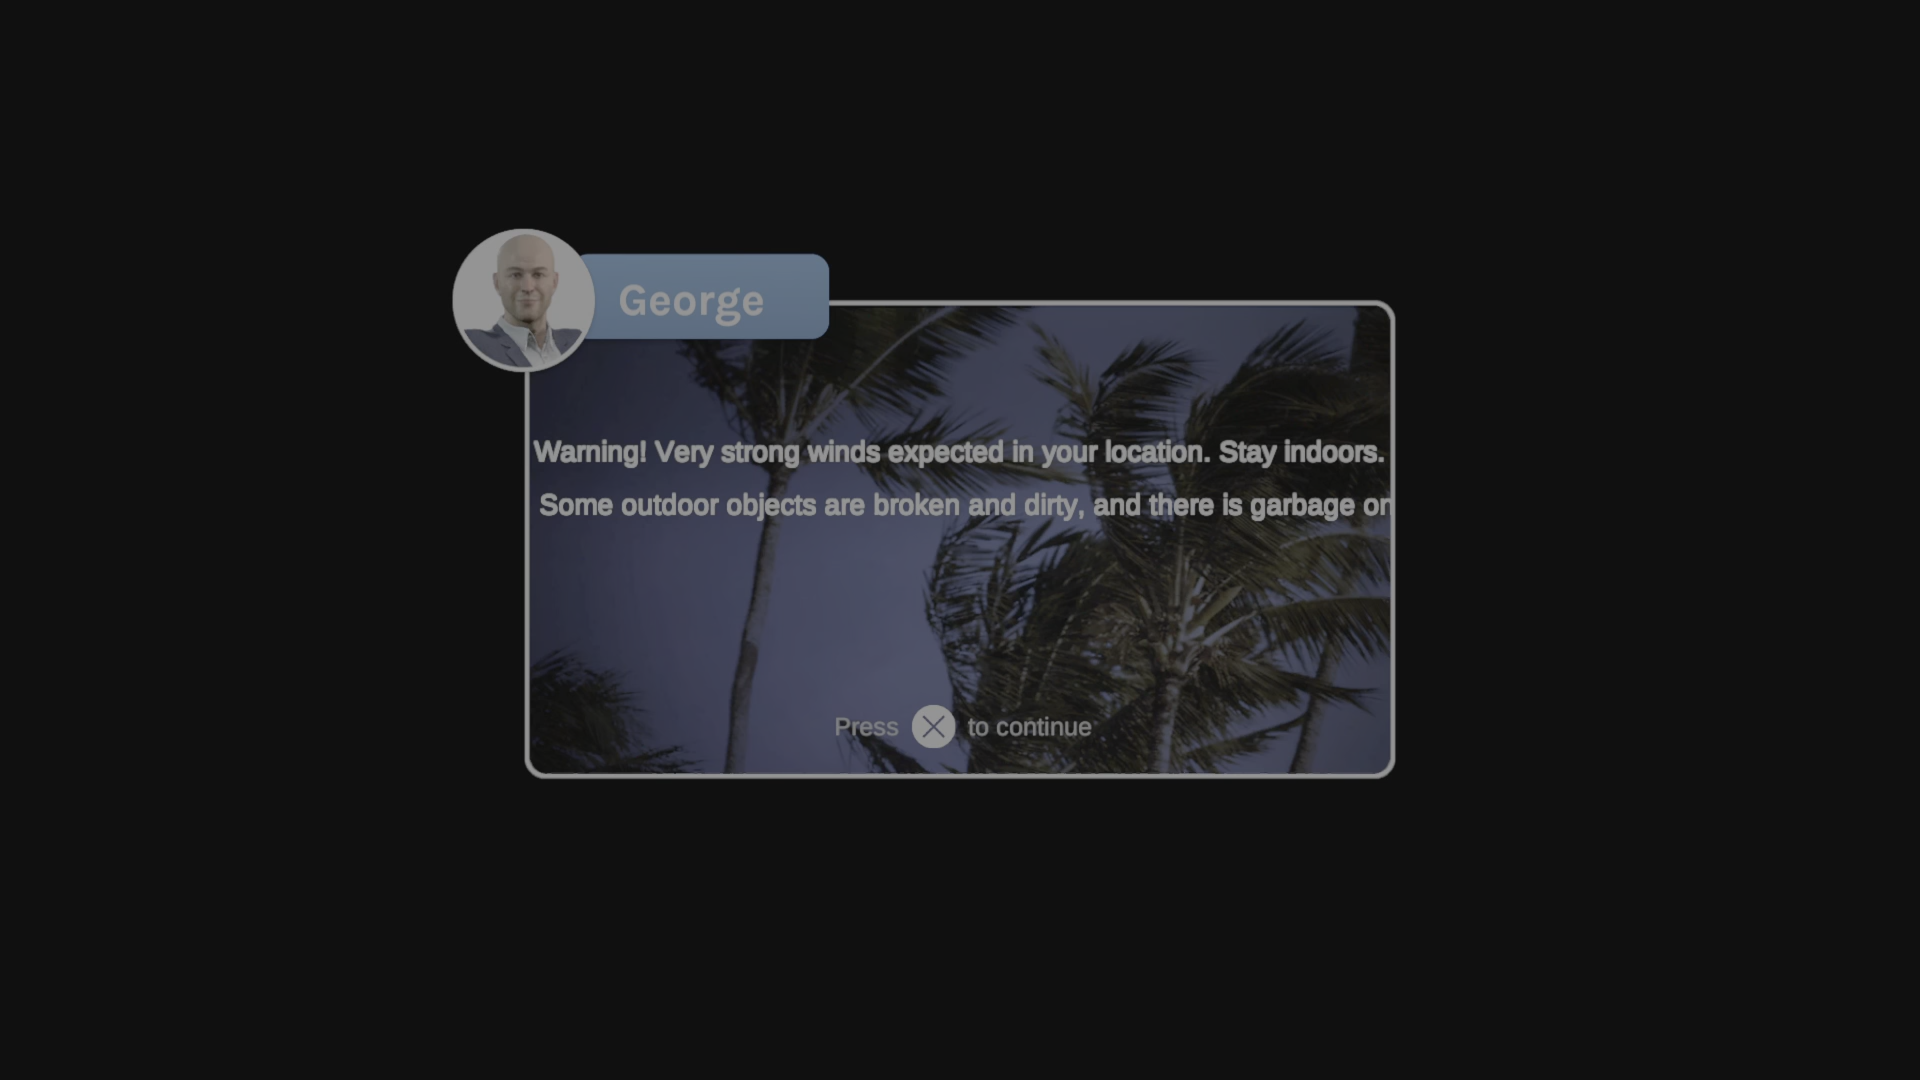 George
Warning! Very strong winds expected in your location. Stay indoors.
Some outdoor objects are broken and dirty, and there is garbage on
Press to continue